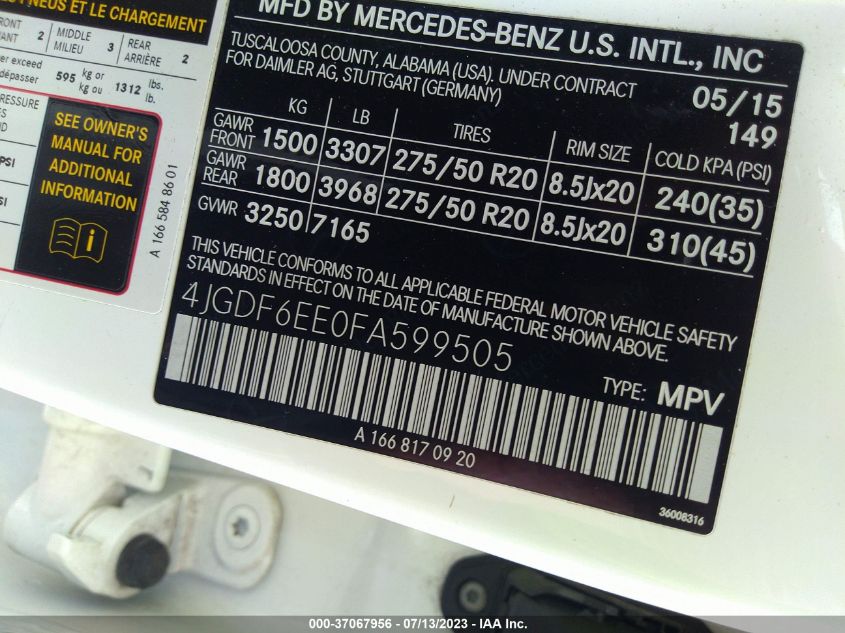 PNEUS ET LE CHARGEMENT
FRONT 2 MIDDLE 3 REAR 2
MILIEU ARRIÈRE
exceed 595 kg or 1312 lbs.
dépasser kg ou lb.
SEE OWNER'S
MANUAL FOR
ADDITIONAL
INFORMATION
A 166 584 86 01
MFD BY MERCEDES-BENZ U.S. INTL., INC
TUSCALOOSA COUNTY, ALABAMA (USA). UNDER CONTRACT
FOR DAIMLER AG, STUTTGART (GERMANY)
05/15
149
KG LB TIRES RIM SIZE COLD KPA (PSI)
GAWR FRONT 1500 3307 275/50 R20 8.5Jx20 240(35)
GAWR REAR 1800 3968 275/50 R20 8.5Jx20 310(45)
GVWR 3250 7165
THIS VEHICLE CONFORMS TO ALL APPLICABLE FEDERAL MOTOR VEHICLE SAFETY
STANDARDS IN EFFECT ON THE DATE OF MANUFACTURE SHOWN ABOVE.
4JGDF6EE0FA599505
TYPE: MPV
A 166 817 09 20
36008316
000-37067956 - 07/13/2023 - IAA Inc.